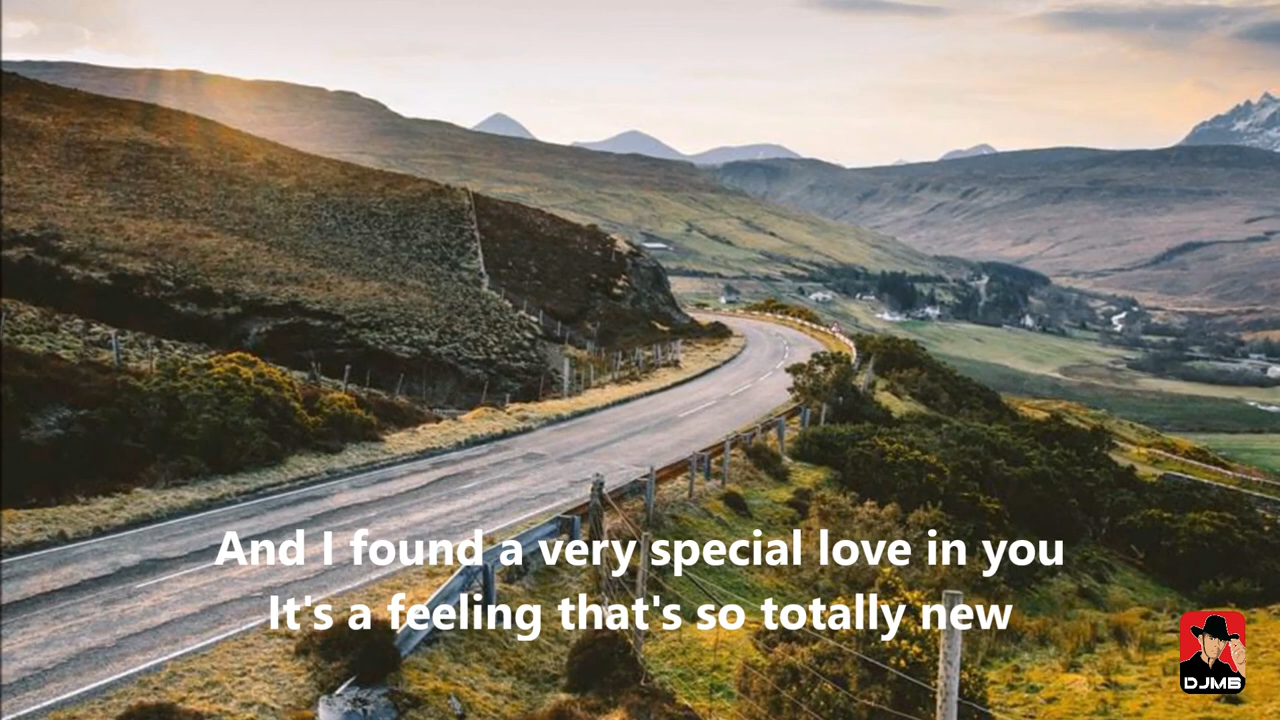 And I found a very special love in you
It's a feeling that's so totally new
DJMB